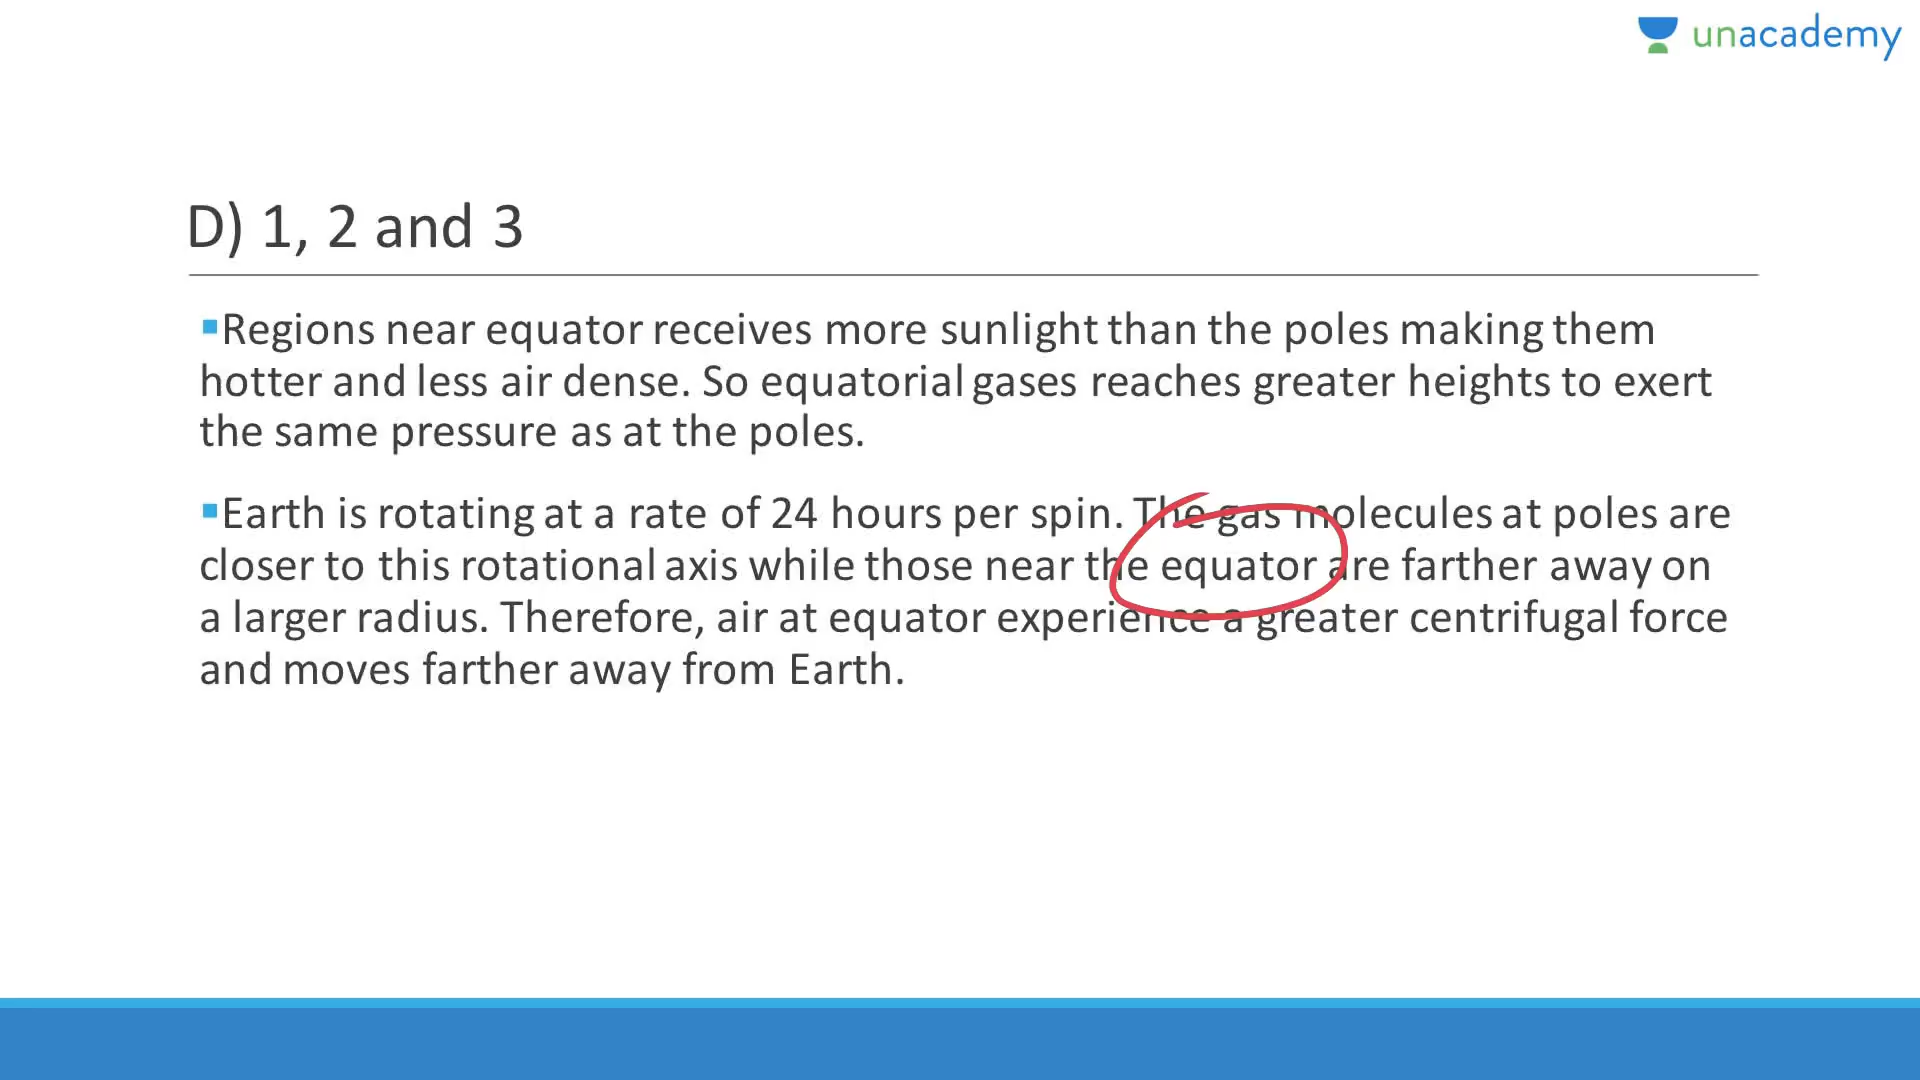 unacademy
D) 1, 2 and 3
▪Regions near equator receives more sunlight than the poles making them
hotter and less air dense. So equatorial gases reaches greater heights to exert
the same pressure as at the poles.
▪Earth is rotating at a rate of 24 hours per spin. The gas molecules at poles are
closer to this rotational axis while those near the equator are farther away on
a larger radius. Therefore, air at equator experience a greater centrifugal force
and moves farther away from Earth.